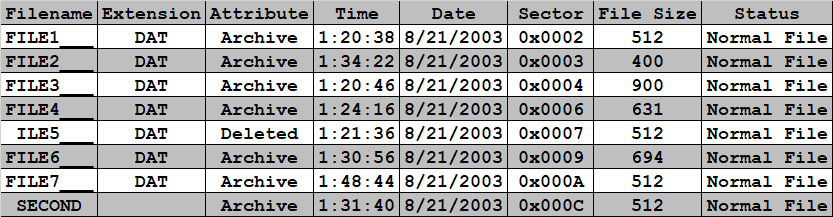 Filename Extension Attribute Time Date Sector File Size Status
FILE1___ DAT Archive 1:20:38 8/21/2003 0x0002 512 Normal File
FILE2___ DAT Archive 1:34:22 8/21/2003 0x0003 400 Normal File
FILE3___ DAT Archive 1:20:46 8/21/2003 0x0004 900 Normal File
FILE4___ DAT Archive 1:24:16 8/21/2003 0x0006 631 Normal File
ILE5___ DAT Deleted 1:21:36 8/21/2003 0x0007 512 Normal File
FILE6___ DAT Archive 1:30:56 8/21/2003 0x0009 694 Normal File
FILE7___ DAT Archive 1:48:44 8/21/2003 0x000A 512 Normal File
SECOND Archive 1:31:40 8/21/2003 0x000C 512 Normal File